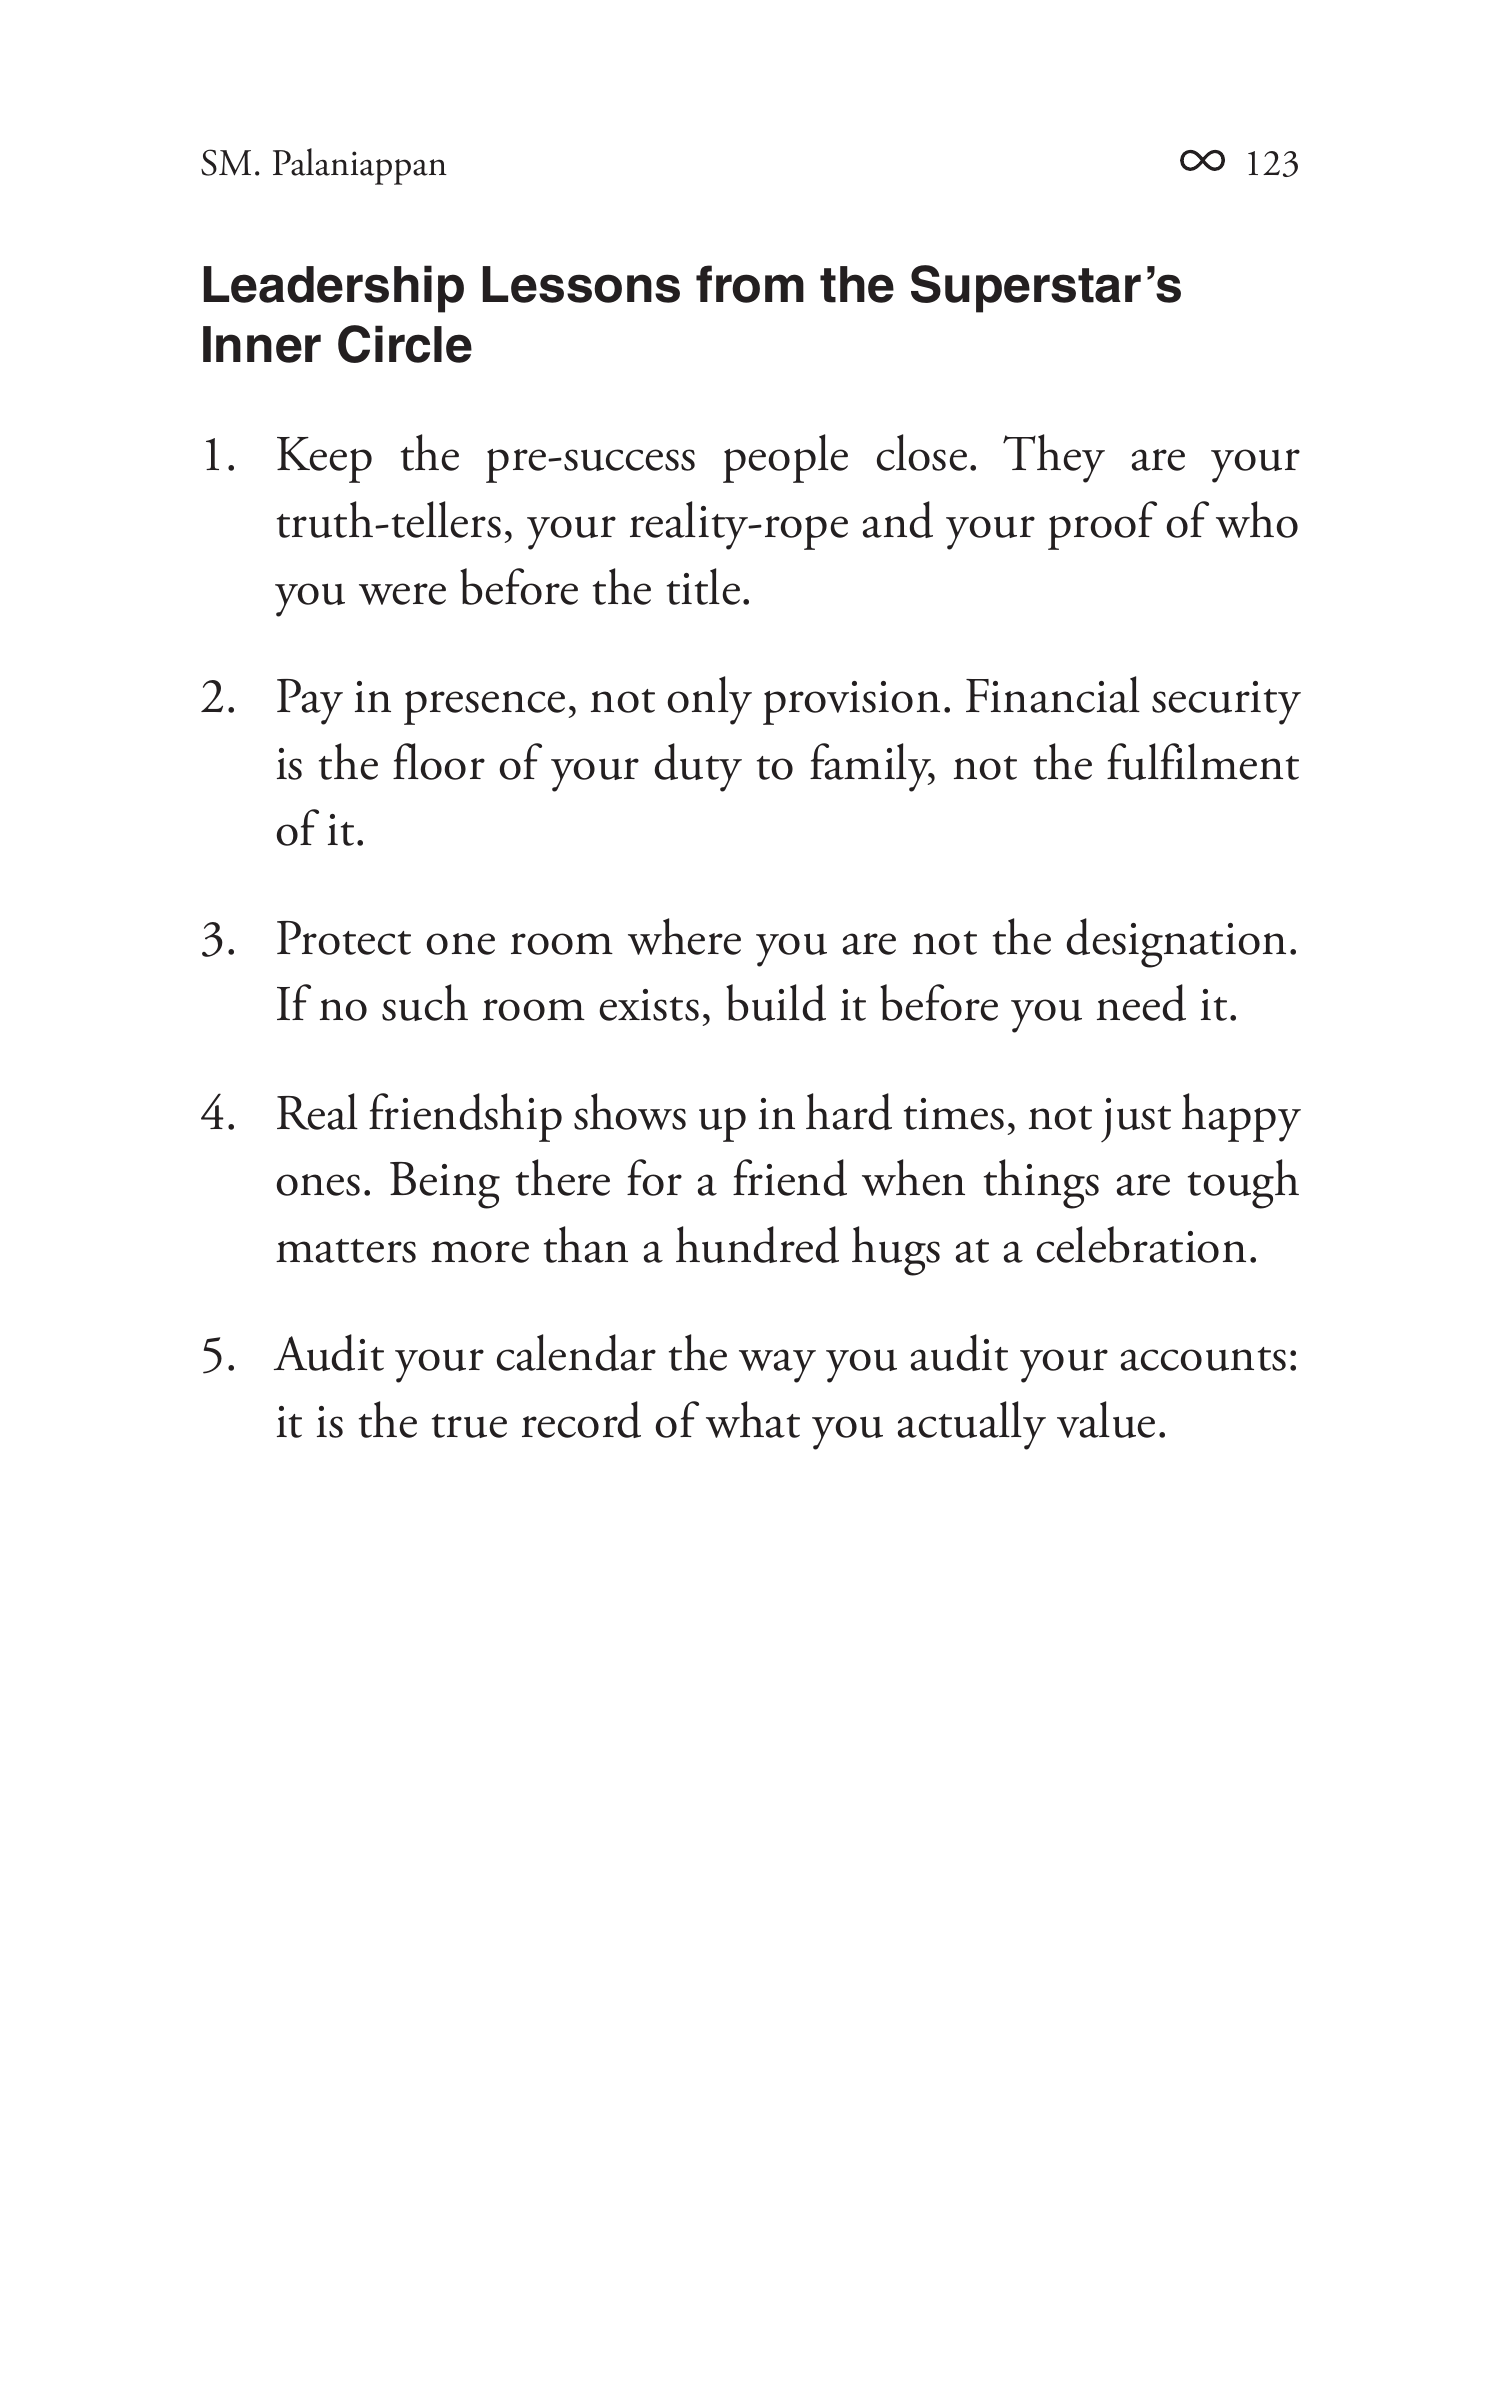 SM. Palaniappan ∞ 123
Leadership Lessons from the Superstar’s
Inner Circle
1. Keep the pre-success people close. They are your
truth-tellers, your reality-rope and your proof of who
you were before the title.
2. Pay in presence, not only provision. Financial security
is the floor of your duty to family, not the fulfilment
of it.
3. Protect one room where you are not the designation.
If no such room exists, build it before you need it.
4. Real friendship shows up in hard times, not just happy
ones. Being there for a friend when things are tough
matters more than a hundred hugs at a celebration.
5. Audit your calendar the way you audit your accounts:
it is the true record of what you actually value.